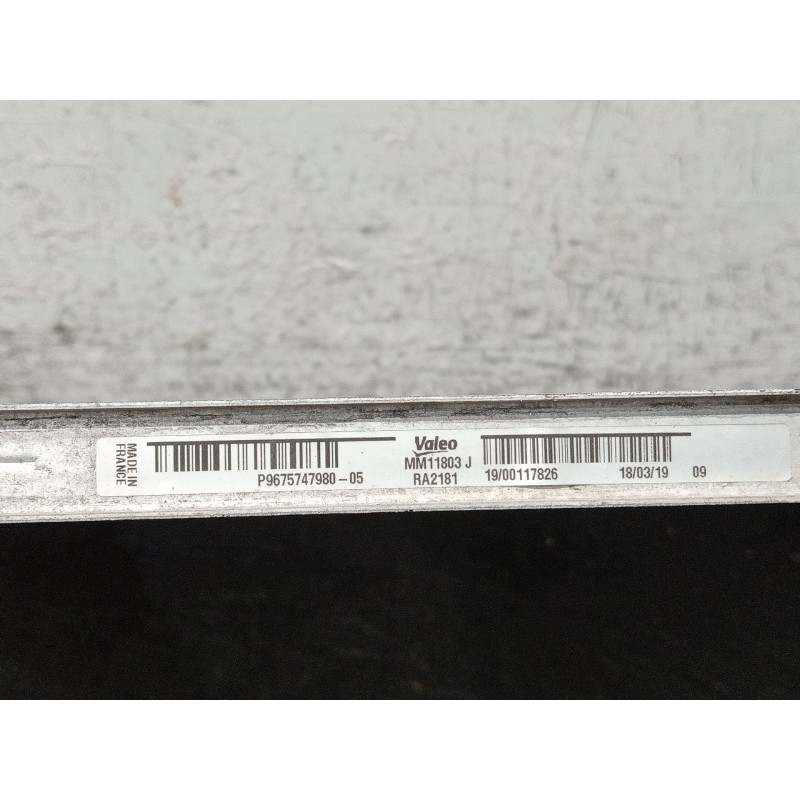 MADE IN
FRANCE
P9675747980-05
Valeo
MM11803 J
RA2181
19/00117826 18/03/19 09